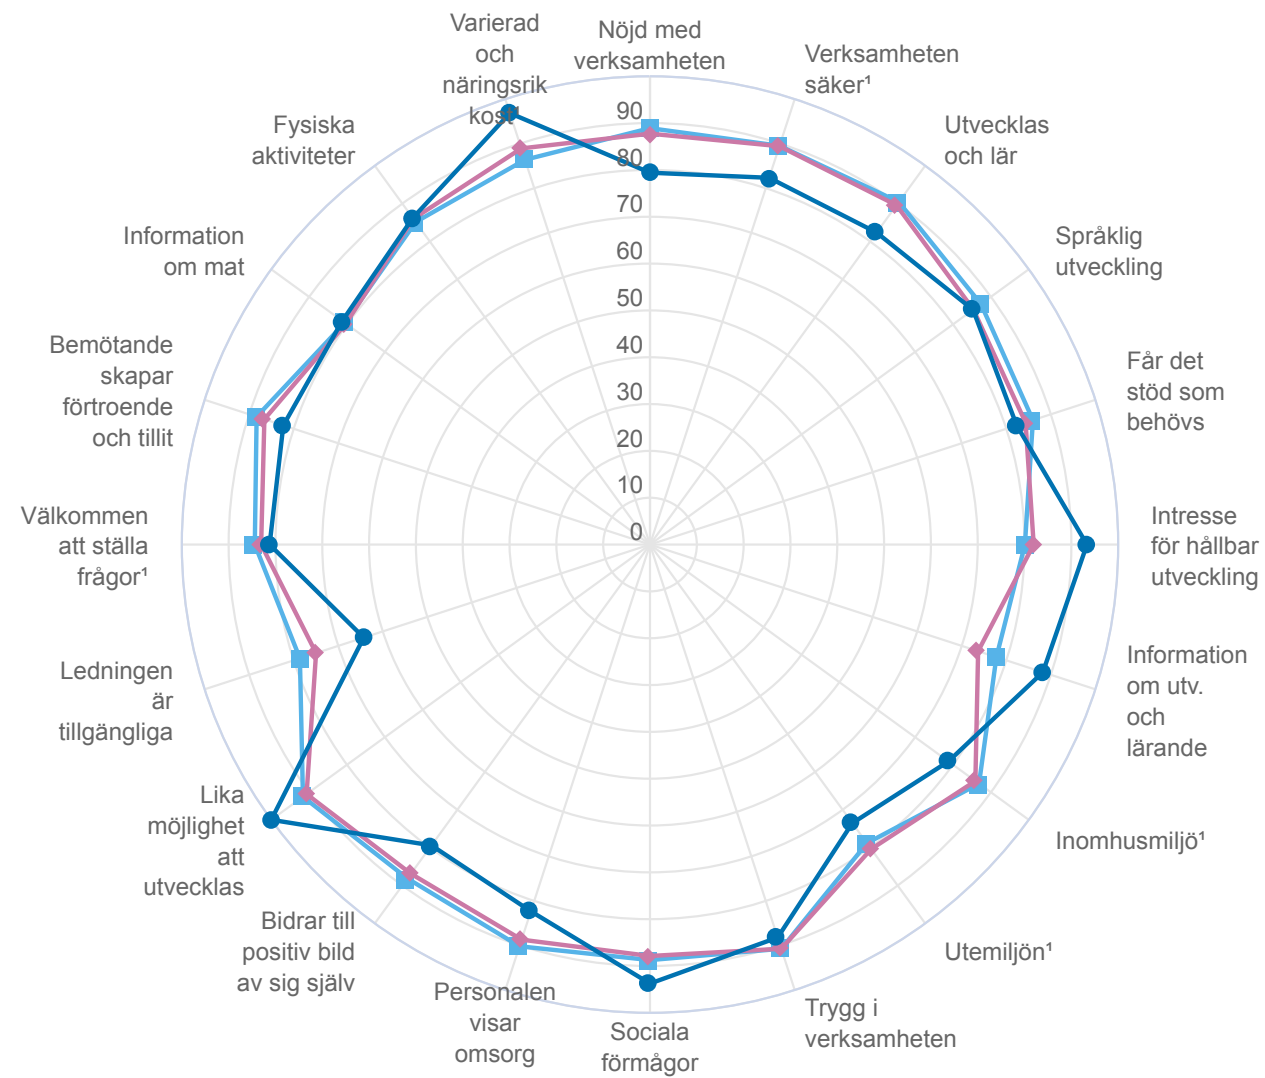 Varierad
och
näringsrik
kost¹
Nöjd med
verksamheten
Verksamheten
säker¹
Utvecklas
och lär
Språklig
utveckling
Får det
stöd som
behövs
Intresse
för hållbar
utveckling
Information
om utv.
och
lärande
Inomhusmiljö¹
Utemiljön¹
Trygg i
verksamheten
Sociala
förmågor
Personalen
visar
omsorg
Bidrar till
positiv bild
av sig själv
Lika
möjlighet
att
utvecklas
Ledningen
är
tillgängliga
Välkommen
att ställa
frågor¹
Bemötande
skapar
förtroende
och tillit
Information
om mat
Fysiska
aktiviteter
90
80
70
60
50
40
30
20
10
0